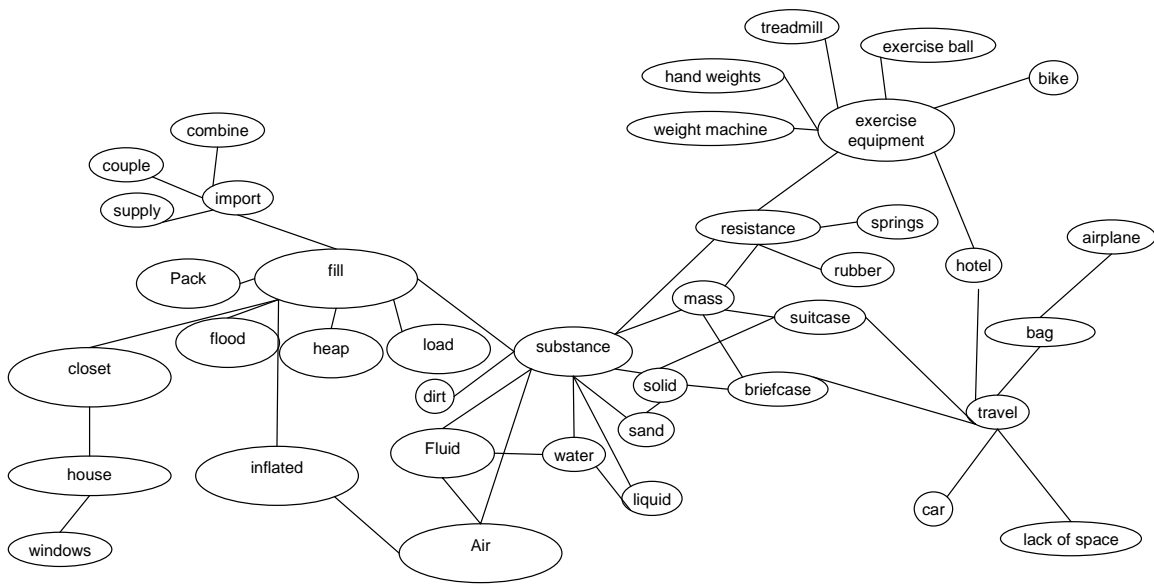 treadmill
exercise ball
hand weights
bike
weight machine
exercise
equipment
combine
couple
import
supply
resistance
springs
airplane
fill
Pack
rubber
hotel
mass
suitcase
bag
flood
heap
load
substance
closet
dirt
solid
briefcase
travel
sand
Fluid
water
house
inflated
liquid
car
windows
Air
lack of space